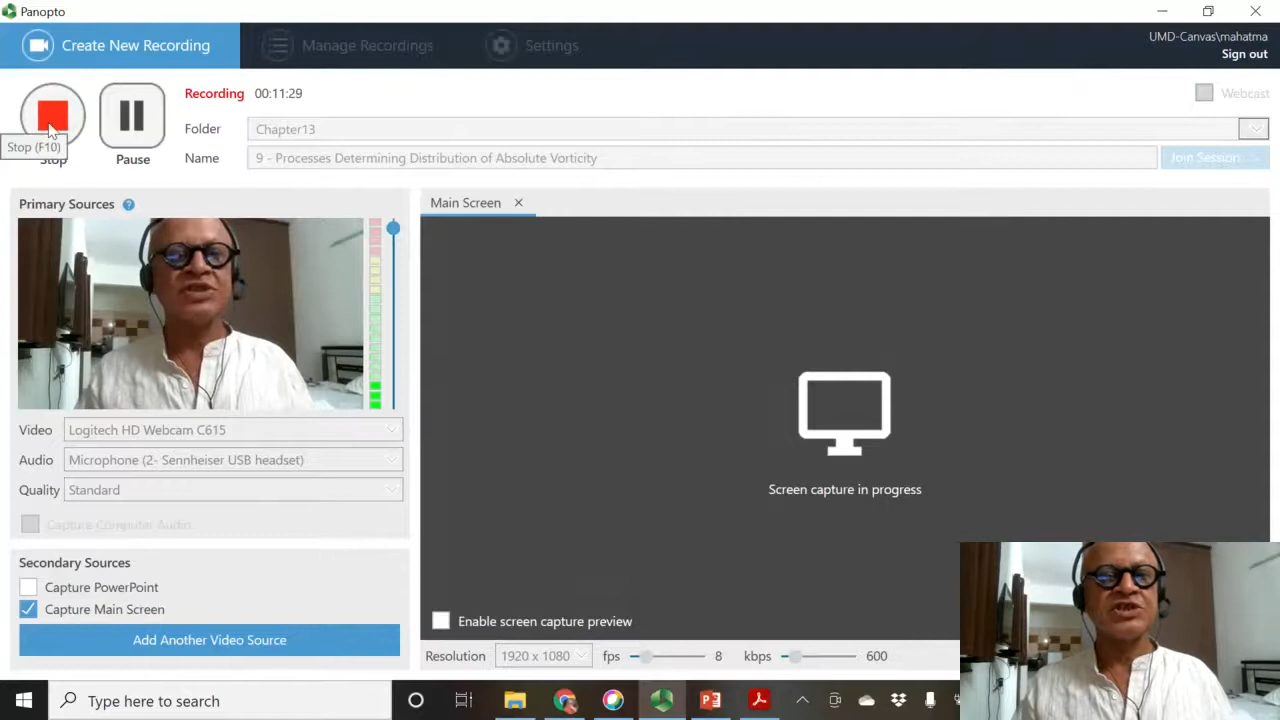 Panopto
Create New Recording
Manage Recordings
Settings
UMD-Canvas\mahatma
Sign out
Recording 00:11:29
Webcast
Folder Chapter13
Stop (F10)
Stop
Pause
Name 9 - Processes Determining Distribution of Absolute Vorticity
Join Session
Primary Sources
Main Screen
Video Logitech HD Webcam C615
Audio Microphone (2- Sennheiser USB headset)
Quality Standard
Capture Computer Audio
Screen capture in progress
Secondary Sources
Capture PowerPoint
Capture Main Screen
Add Another Video Source
Enable screen capture preview
Resolution 1920 x 1080 fps 8 kbps 600
Type here to search